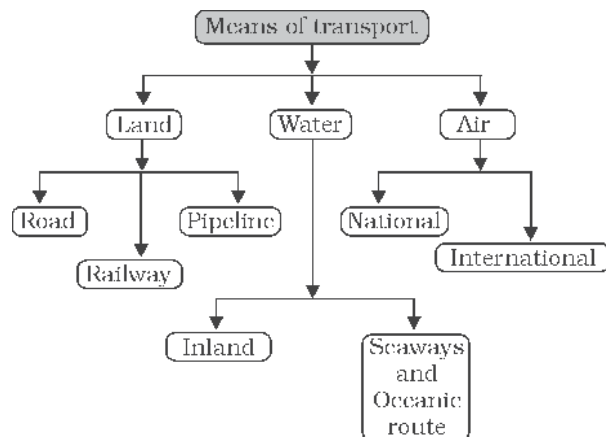 Means of transport
Land
Water
Air
Road
Pipeline
National
Railway
International
Inland
Seaways
and
Oceanic
route